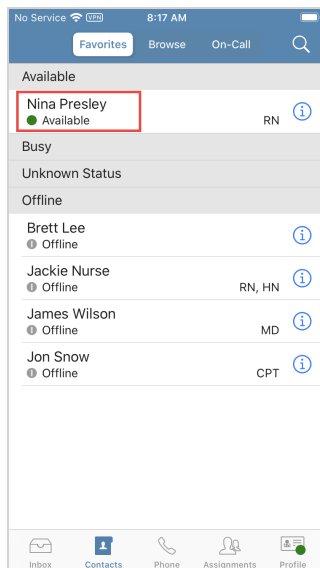 No Service VPN 8:17 AM
Favorites Browse On-Call
Available
Nina Presley
Available RN
Busy
Unknown Status
Offline
Brett Lee
Offline
Jackie Nurse
Offline RN, HN
James Wilson
Offline MD
Jon Snow
Offline CPT
Inbox Contacts Phone Assignments Profile